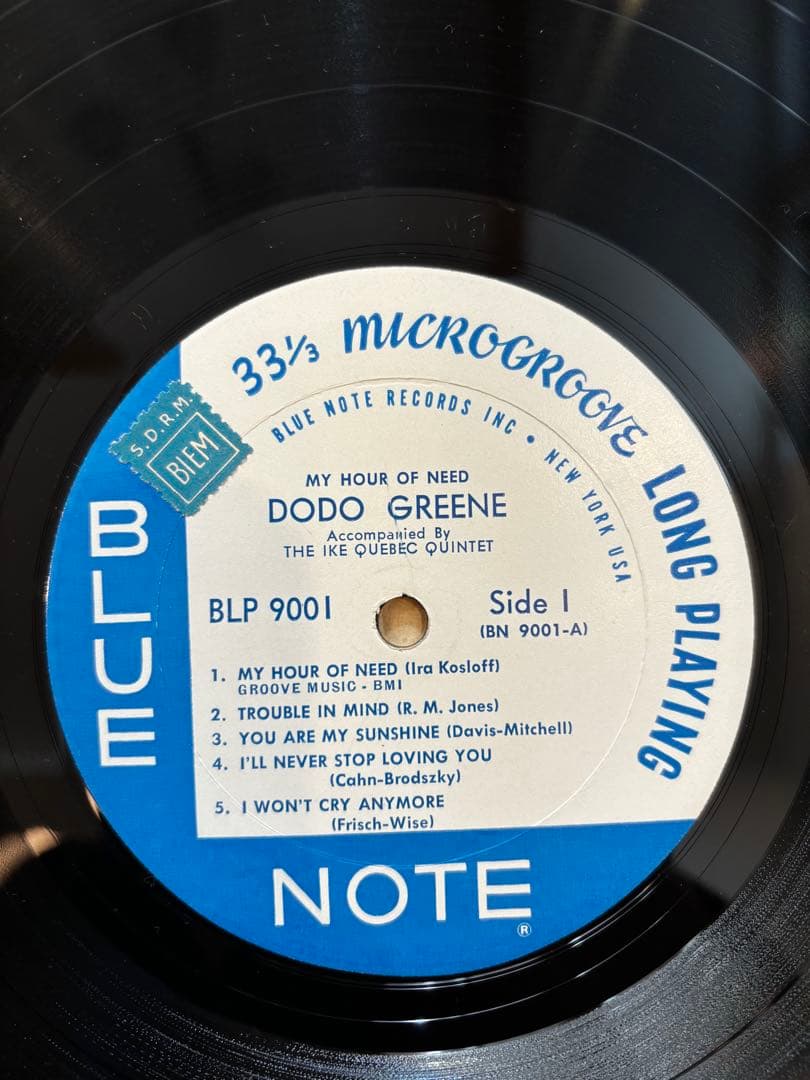 33⅓ MICROGROOVE LONG PLAYING
BLUE NOTE RECORDS INC • NEW YORK USA
S.D.R.M.
BIEM
MY HOUR OF NEED
DODO GREENE
Accompanied By
THE IKE QUEBEC QUINTET
BLP 9001
Side 1
(BN 9001-A)
1. MY HOUR OF NEED (Ira Kosloff)
GROOVE MUSIC - BMI
2. TROUBLE IN MIND (R. M. Jones)
3. YOU ARE MY SUNSHINE (Davis-Mitchell)
4. I'LL NEVER STOP LOVING YOU
(Cahn-Brodszky)
5. I WON'T CRY ANYMORE
(Frisch-Wise)
BLUE
NOTE
®